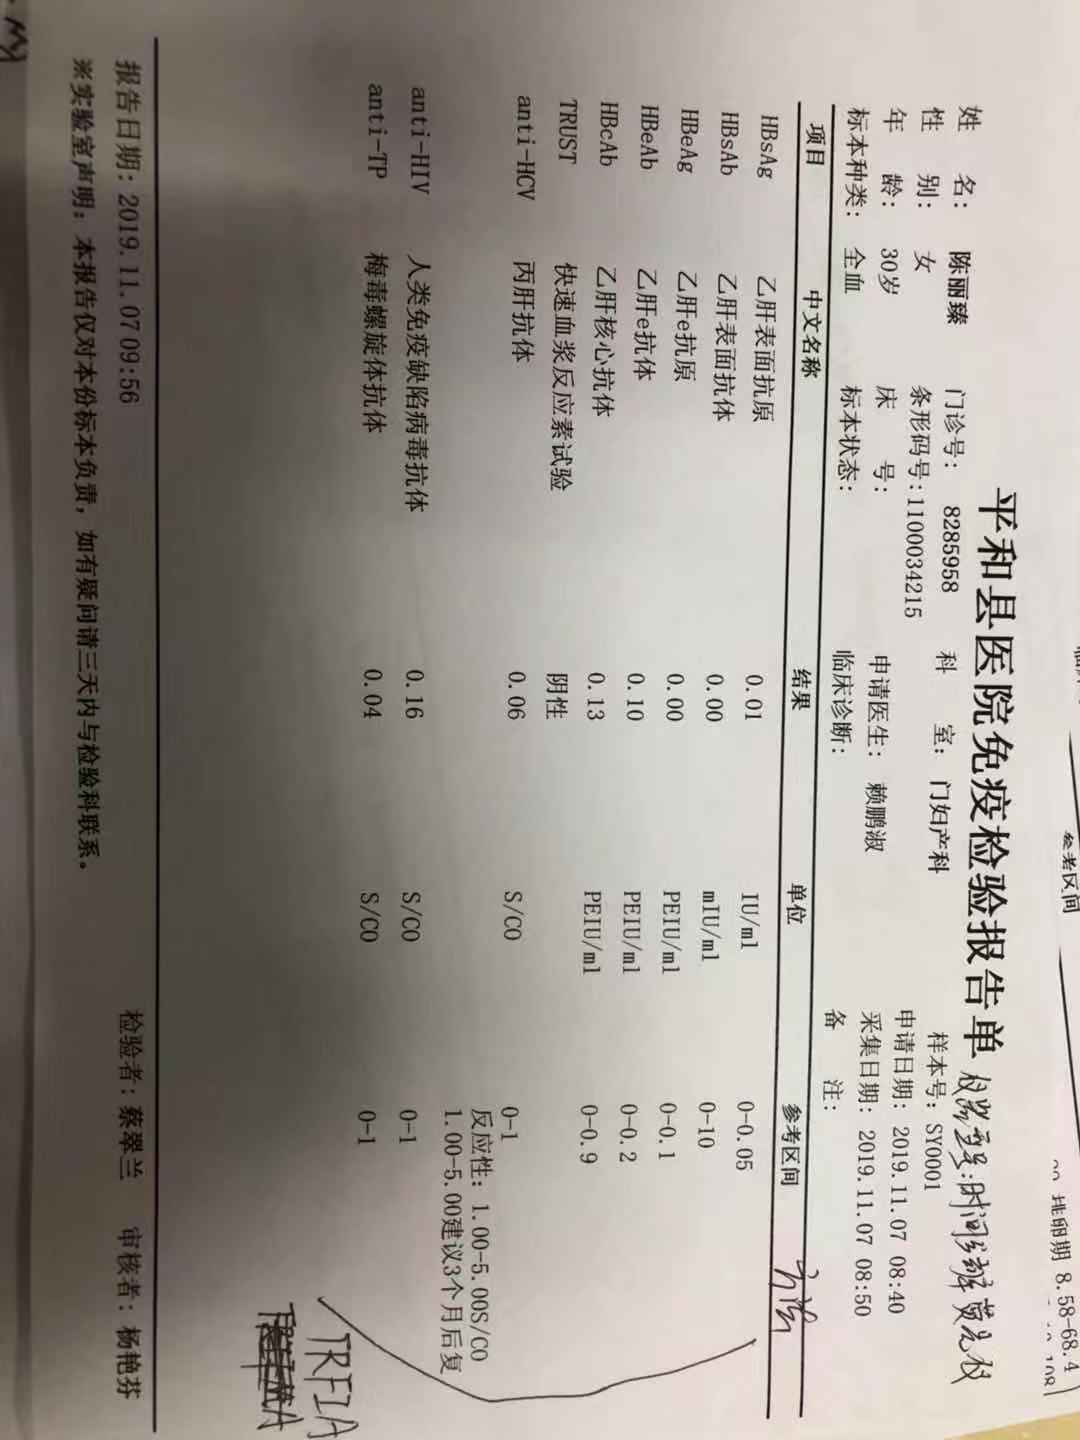 平和县医院免疫检验报告单
姓 名: 陈丽臻 门诊号: 8285958 科 室: 门妇产科 样本号: SY0001
性 别: 女 条形码号:1100034215 申请医生: 赖鹏淑 申请日期: 2019.11.07 08:40
年 龄: 30岁 床 号: 临床诊断: 采集日期: 2019.11.07 08:50
标本种类: 全血 标本状态: 备 注:
项目 中文名称 结果 单位 参考区间 方法
HBsAg 乙肝表面抗原 0.01 IU/ml 0-0.05
HBsAb 乙肝表面抗体 0.00 mIU/ml 0-10
HBeAg 乙肝e抗原 0.00 PEIU/ml 0-0.1
HBeAb 乙肝e抗体 0.10 PEIU/ml 0-0.2
HBcAb 乙肝核心抗体 0.13 PEIU/ml 0-0.9
TRUST 快速血浆反应素试验 阴性
anti-HCV 丙肝抗体 0.06 S/CO 0-1
反应性: 1.00-5.00S/CO
1.00-5.00建议3个月后复
anti-HIV 人类免疫缺陷病毒抗体 0.16 S/CO 0-1
anti-TP 梅毒螺旋体抗体 0.04 S/CO 0-1
TRFIA
报告日期: 2019.11.07 09:56 检验者: 蔡翠兰 审核者: 杨艳芬
※实验室声明: 本报告仅对本份标本负责, 如有疑问请三天内与检验科联系。
参考区间
排卵期 8.58-68.4